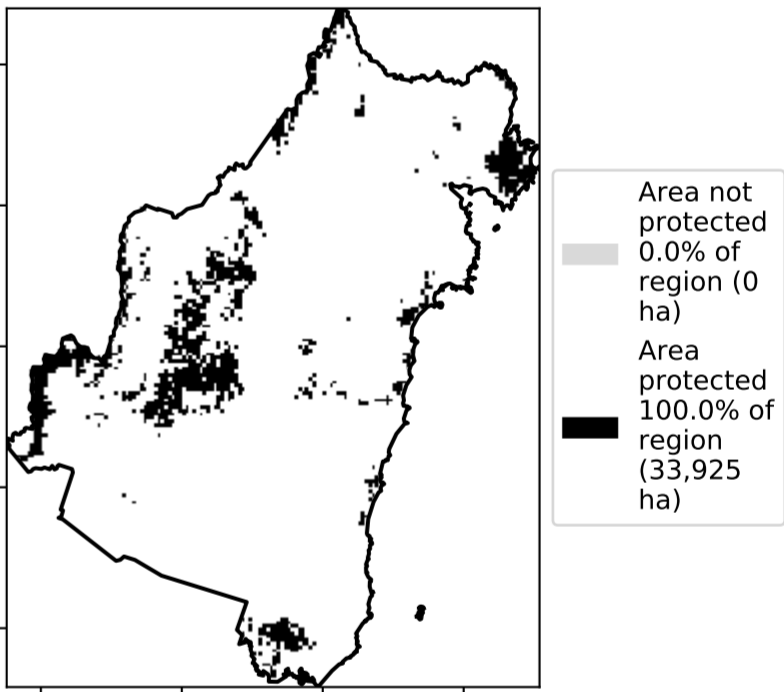 Area not
protected
0.0% of
region (0
ha)
Area
protected
100.0% of
region
(33,925
ha)